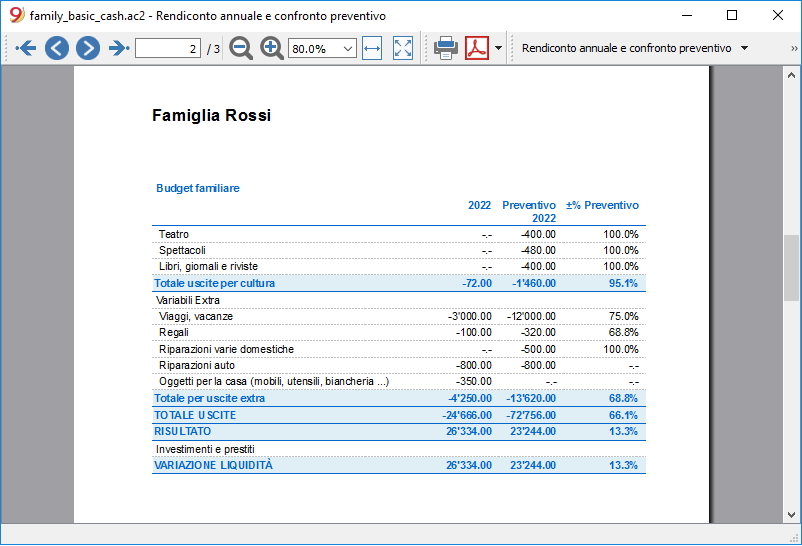 family_basic_cash.ac2 - Rendiconto annuale e confronto preventivo
2 / 3 80.0% Rendiconto annuale e confronto preventivo »
Famiglia Rossi
Budget familiare
2022 Preventivo 2022 ±% Preventivo
Teatro -.- -400.00 100.0%
Spettacoli -.- -480.00 100.0%
Libri, giornali e riviste -.- -400.00 100.0%
Totale uscite per cultura -72.00 -1'460.00 95.1%
Variabili Extra
Viaggi, vacanze -3'000.00 -12'000.00 75.0%
Regali -100.00 -320.00 68.8%
Riparazioni varie domestiche -.- -500.00 100.0%
Riparazioni auto -800.00 -800.00 -.-
Oggetti per la casa (mobili, utensili, biancheria ...) -350.00 -.- -.-
Totale per uscite extra -4'250.00 -13'620.00 68.8%
TOTALE USCITE -24'666.00 -72'756.00 66.1%
RISULTATO 26'334.00 23'244.00 13.3%
Investimenti e prestiti
VARIAZIONE LIQUIDITÀ 26'334.00 23'244.00 13.3%